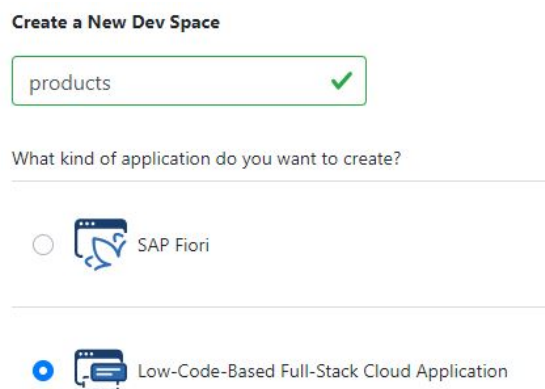 Create a New Dev Space
products
What kind of application do you want to create?
SAP Fiori
Low-Code-Based Full-Stack Cloud Application